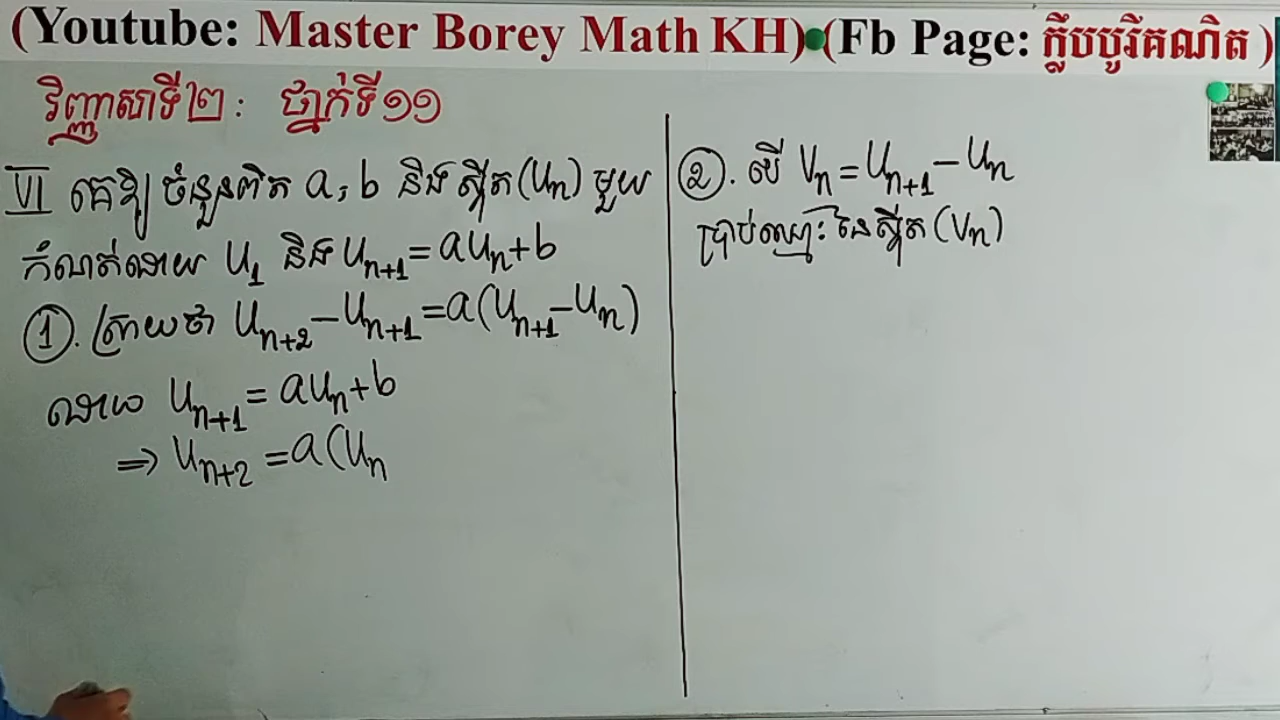 (Youtube: Master Borey Math KH) (Fb Page: ក្លឹបបូរីគណិត )
វិញ្ញាសាទី២ : ថ្នាក់ទី១១
VI គេឱ្យ ចំនួនពិត a, b និងស្វ៊ីត (Un) មួយ
កំណត់ដោយ U1 និង Un+1 = aUn + b
1. ស្រាយថា Un+2 - Un+1 = a(Un+1 - Un)
ដោយ Un+1 = aUn + b
⇒ Un+2 = a(Un
២. បើ Vn = Un+1 - Un
ប្រាប់ឈ្មោះនៃស្វ៊ីត (Vn)